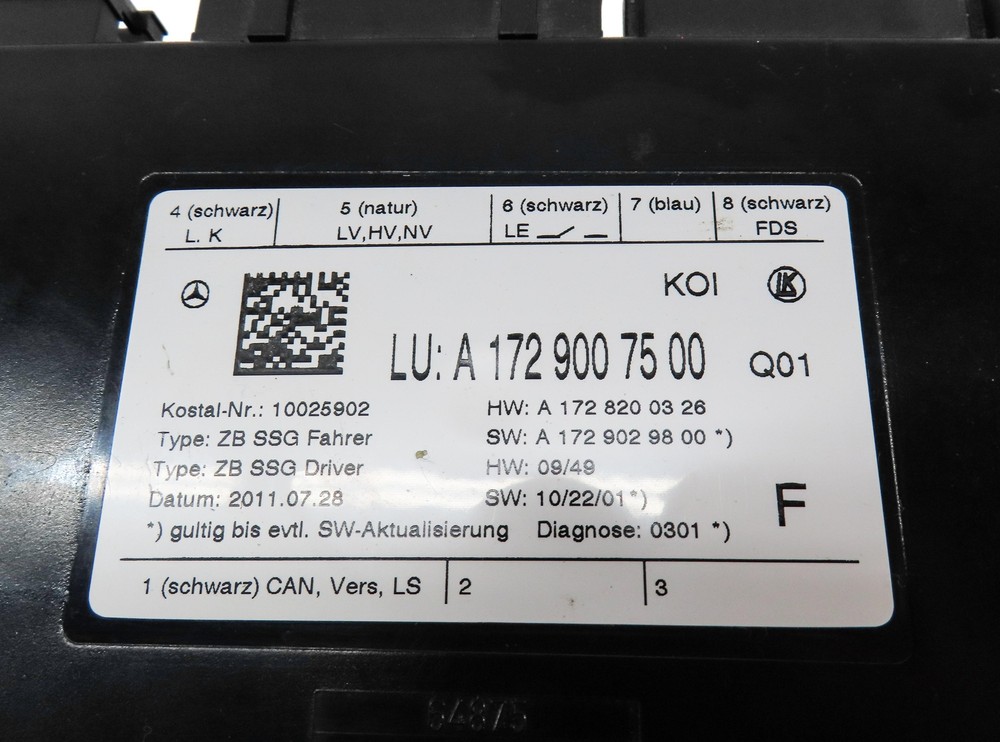 4 (schwarz) 5 (natur) 6 (schwarz) 7 (blau) 8 (schwarz)
L. K LV,HV,NV LE FDS
KOI LK
LU: A 172 900 75 00 Q01
Kostal-Nr.: 10025902 HW: A 172 820 03 26
Type: ZB SSG Fahrer SW: A 172 902 98 00 *)
Type: ZB SSG Driver HW: 09/49
Datum: 2011.07.28 SW: 10/22/01*)
F
*) gultig bis evtl. SW-Aktualisierung Diagnose: 0301 *)
1 (schwarz) CAN, Vers, LS 2 3
64875